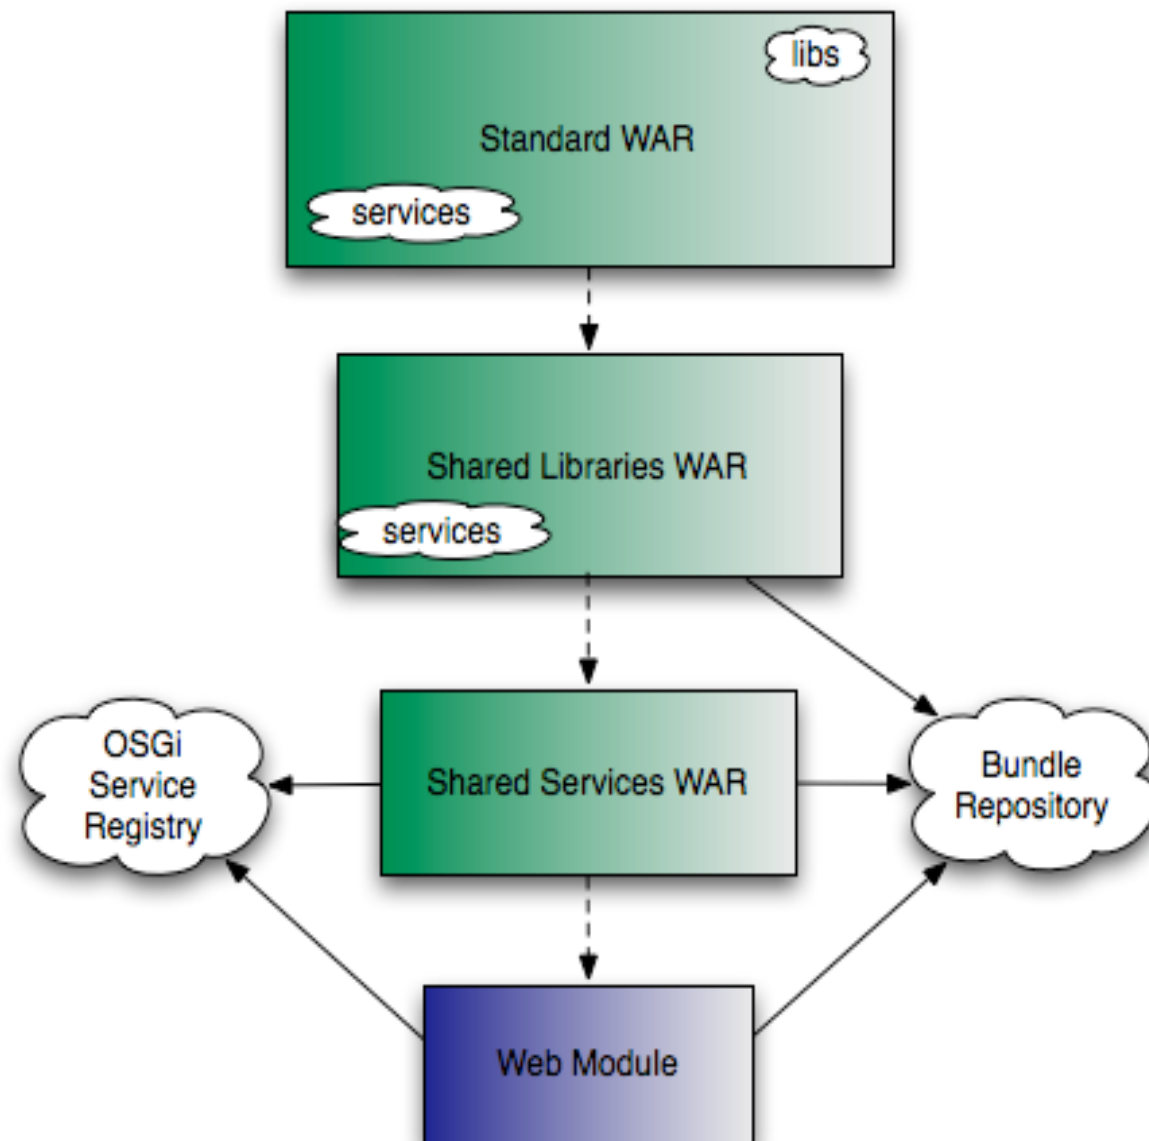 libs
Standard WAR
services
Shared Libraries WAR
services
OSGi
Service
Registry
Shared Services WAR
Bundle
Repository
Web Module